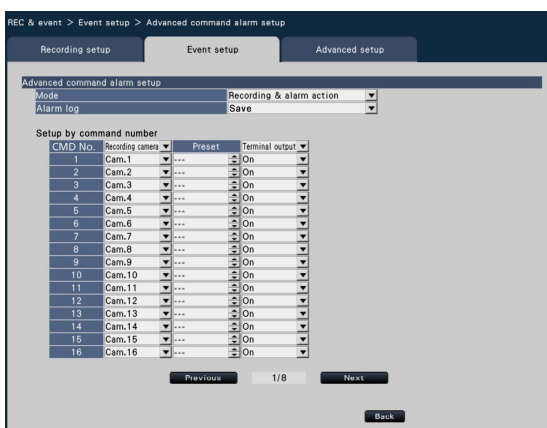 REC & event > Event setup > Advanced command alarm setup
Recording setup Event setup Advanced setup
Advanced command alarm setup
Mode Recording & alarm action
Alarm log Save
Setup by command number
CMD No. Recording camera Preset Terminal output
1 Cam.1 --- On
2 Cam.2 --- On
3 Cam.3 --- On
4 Cam.4 --- On
5 Cam.5 --- On
6 Cam.6 --- On
7 Cam.7 --- On
8 Cam.8 --- On
9 Cam.9 --- On
10 Cam.10 --- On
11 Cam.11 --- On
12 Cam.12 --- On
13 Cam.13 --- On
14 Cam.14 --- On
15 Cam.15 --- On
16 Cam.16 --- On
Previous 1/8 Next
Back